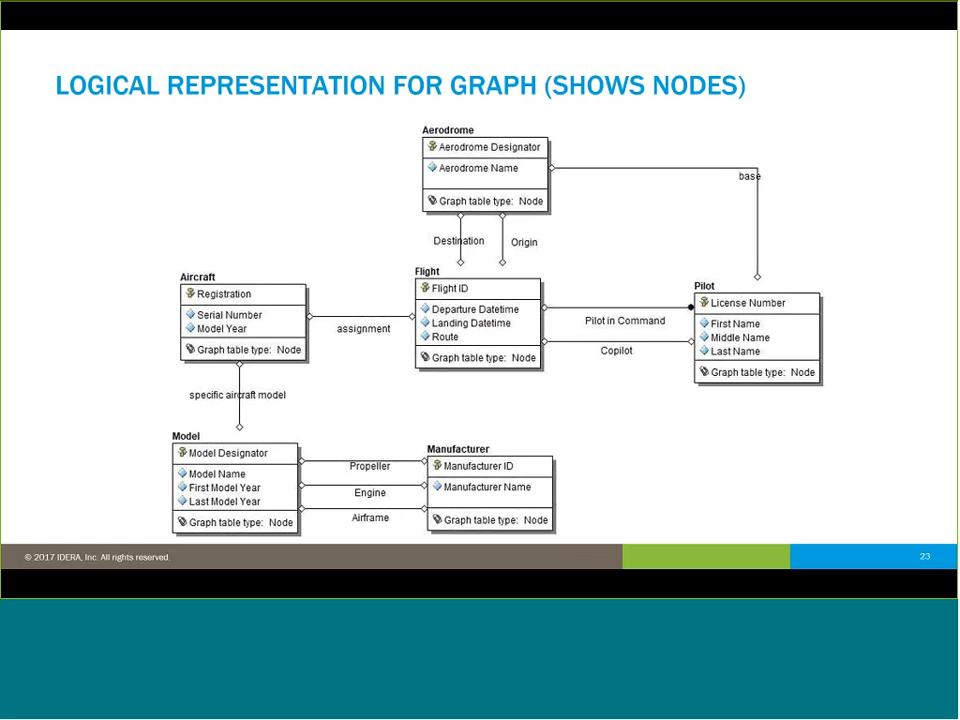 LOGICAL REPRESENTATION FOR GRAPH (SHOWS NODES)
Aerodrome
Aerodrome Designator
Aerodrome Name
Graph table type: Node
base
Destination
Origin
Aircraft
Registration
Serial Number
Model Year
Graph table type: Node
assignment
Flight
Flight ID
Departure Datetime
Landing Datetime
Route
Graph table type: Node
Pilot in Command
Copilot
Pilot
License Number
First Name
Middle Name
Last Name
Graph table type: Node
specific aircraft model
Model
Model Designator
Model Name
First Model Year
Last Model Year
Graph table type: Node
Propeller
Engine
Airframe
Manufacturer
Manufacturer ID
Manufacturer Name
Graph table type: Node
© 2017 IDERA, Inc. All rights reserved.
23